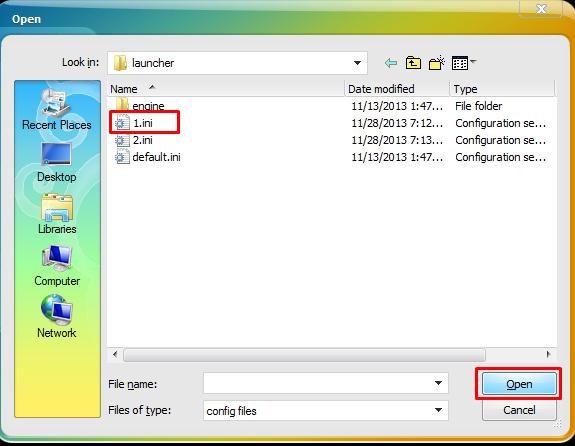 Open
Look in: launcher
Name Date modified Type
engine 11/13/2013 1:47... File folder
1.ini 11/28/2013 7:12... Configuration se...
2.ini 11/28/2013 7:13... Configuration se...
default.ini 11/13/2013 1:47... Configuration se...
Recent Places
Desktop
Libraries
Computer
Network
File name: Open
Files of type: config files Cancel